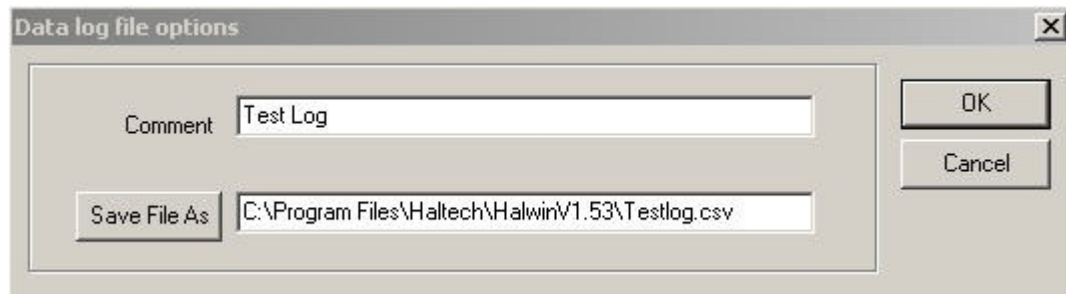 Data log file options
Comment
Test Log
Save File As
C:\Program Files\Haltech\HalwinV1.53\Testlog.csv
OK
Cancel